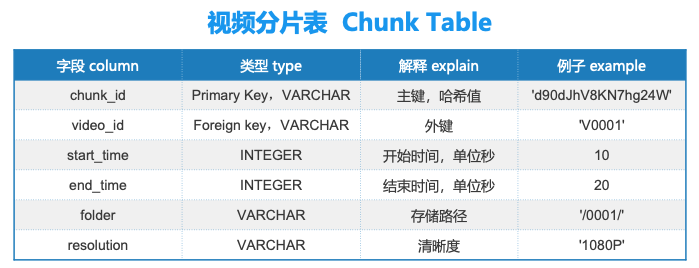 视频分片表 Chunk Table
字段 column 类型 type 解释 explain 例子 example
chunk_id Primary Key，VARCHAR 主键，哈希值 'd90dJhV8KN7hg24W'
video_id Foreign key，VARCHAR 外键 'V0001'
start_time INTEGER 开始时间，单位秒 10
end_time INTEGER 结束时间，单位秒 20
folder VARCHAR 存储路径 '/0001/'
resolution VARCHAR 清晰度 '1080P'